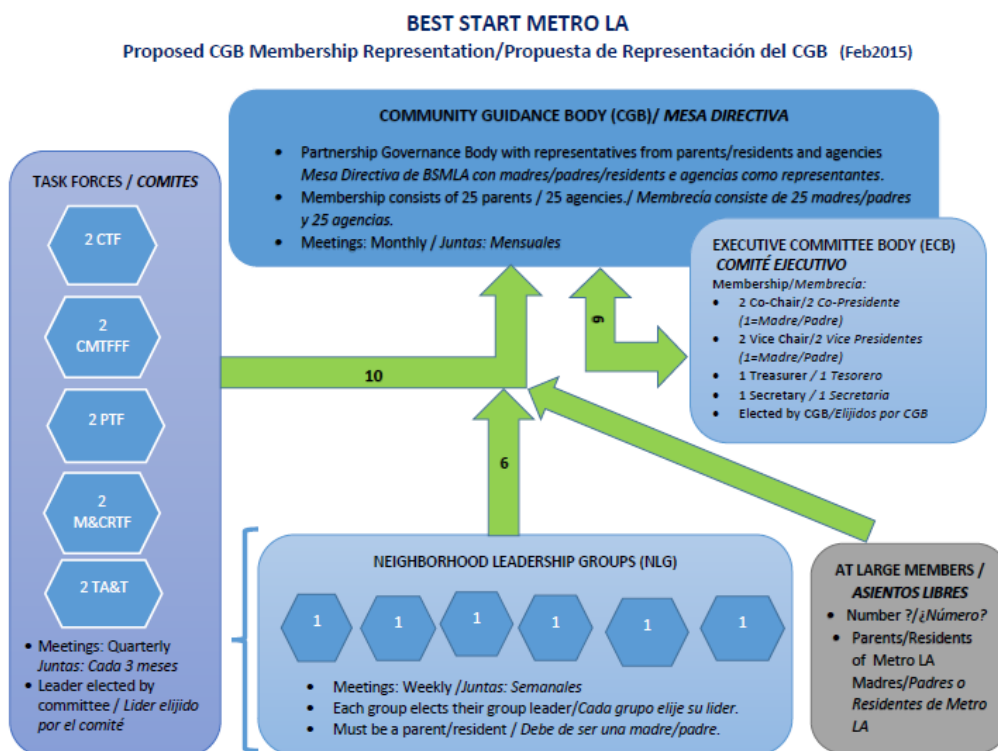 BEST START METRO LA
Proposed CGB Membership Representation/Propuesta de Representación del CGB (Feb2015)
COMMUNITY GUIDANCE BODY (CGB)/ MESA DIRECTIVA
• Partnership Governance Body with representatives from parents/residents and agencies
Mesa Directiva de BSMLA con madres/padres/residents e agencias como representantes.
• Membership consists of 25 parents / 25 agencies./ Membrecía consiste de 25 madres/padres
y 25 agencias.
• Meetings: Monthly / Juntas: Mensuales
TASK FORCES / COMITES
2 CTF
2
CMTFFF
2 PTF
2
M&CRTF
2 TA&T
• Meetings: Quarterly
Juntas: Cada 3 meses
• Leader elected by
committee / Lider elijido
por el comité
EXECUTIVE COMMITTEE BODY (ECB)
COMITÉ EJECUTIVO
Membership/Membrecía:
• 2 Co-Chair/2 Co-Presidente
(1=Madre/Padre)
• 2 Vice Chair/2 Vice Presidentes
(1=Madre/Padre)
• 1 Treasurer / 1 Tesorero
• 1 Secretary / 1 Secretaria
• Elected by CGB/Elijidos por CGB
10
6
6
NEIGHBORHOOD LEADERSHIP GROUPS (NLG)
1 1 1 1 1 1
• Meetings: Weekly /Juntas: Semanales
• Each group elects their group leader/Cada grupo elije su lider.
• Must be a parent/resident / Debe de ser una madre/padre.
AT LARGE MEMBERS /
ASIENTOS LIBRES
• Number ?/¿Número?
• Parents/Residents
of Metro LA
Madres/Padres o
Residentes de Metro
LA